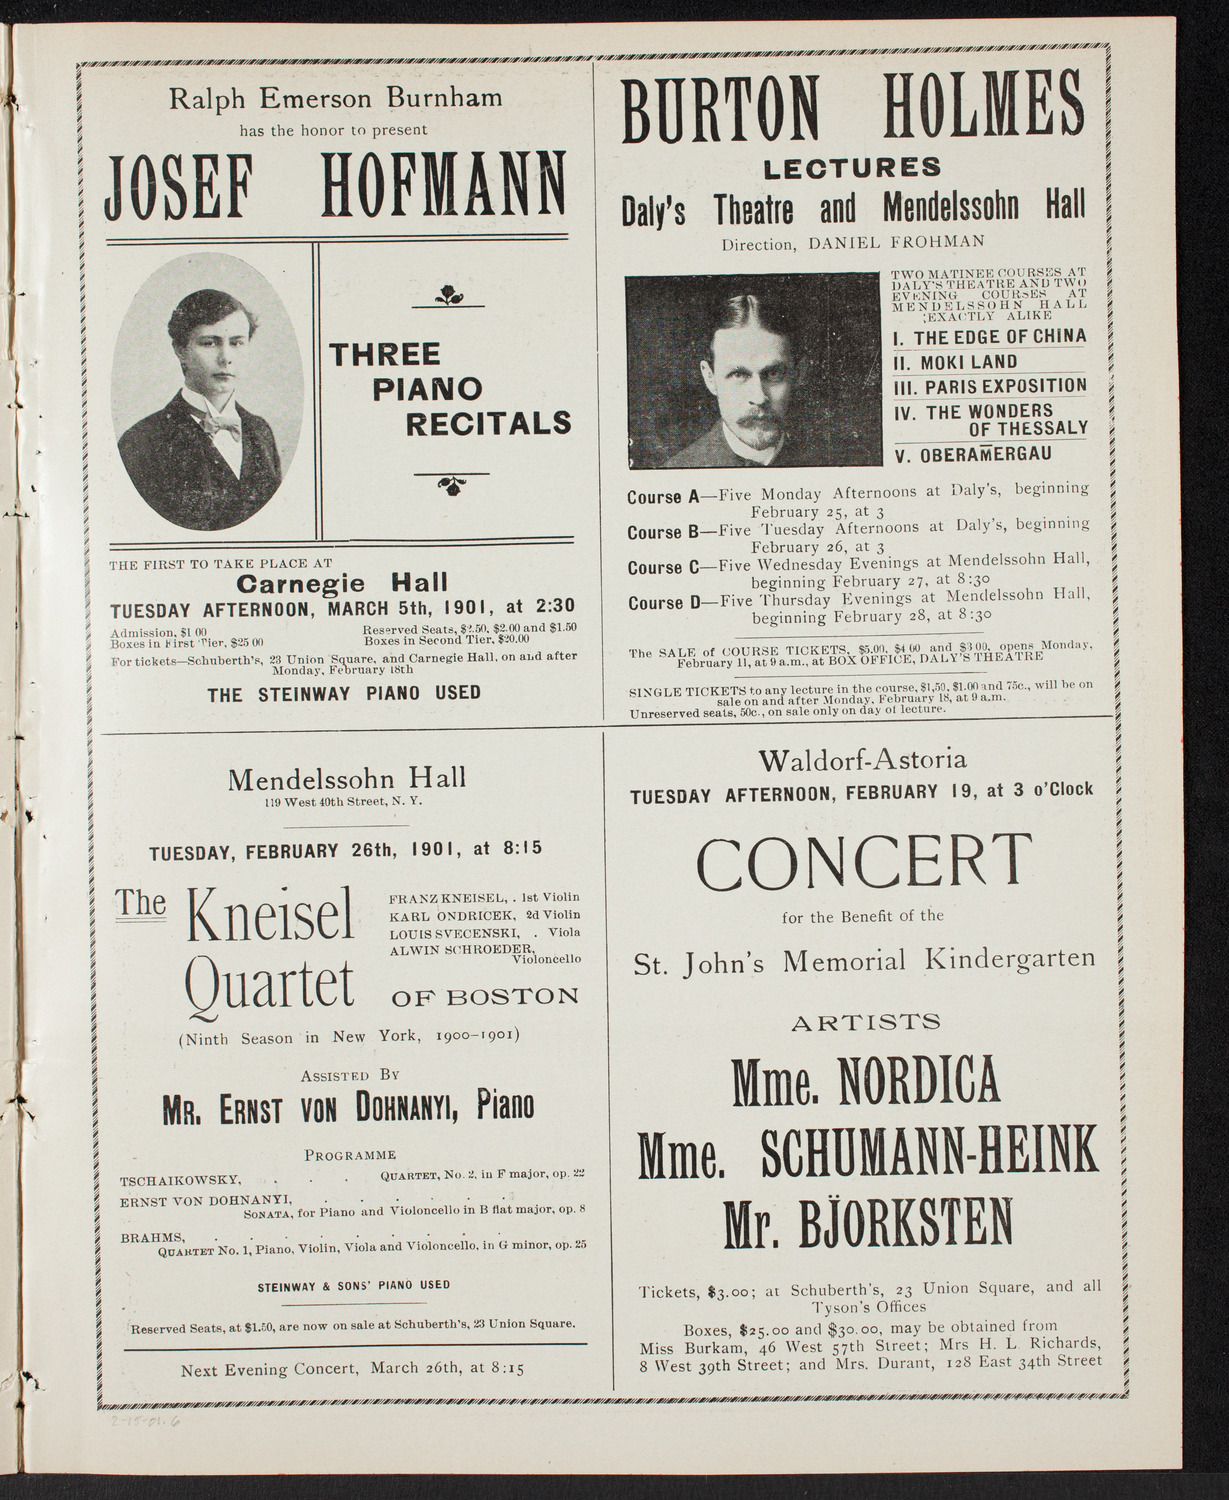 Ralph Emerson Burnham
has the honor to present
JOSEF HOFMANN
THREE
PIANO
RECITALS
THE FIRST TO TAKE PLACE AT
Carnegie Hall
TUESDAY AFTERNOON, MARCH 5th, 1901, at 2:30
Admission, $1 00
Boxes in First Tier, $25 00
Reserved Seats, $2.50, $2.00 and $1.50
Boxes in Second Tier, $20.00
For tickets—Schuberth's, 23 Union Square, and Carnegie Hall, on and after
Monday, February 18th
THE STEINWAY PIANO USED
BURTON HOLMES
LECTURES
Daly's Theatre and Mendelssohn Hall
Direction, DANIEL FROHMAN
TWO MATINEE COURSES AT
DALY'S THEATRE AND TWO
EVENING COURSES AT
MENDELSSOHN HALL
EXACTLY ALIKE
I. THE EDGE OF CHINA
II. MOKI LAND
III. PARIS EXPOSITION
IV. THE WONDERS
OF THESSALY
V. OBERAM̅ERGAU
Course A—Five Monday Afternoons at Daly's, beginning
February 25, at 3
Course B—Five Tuesday Afternoons at Daly's, beginning
February 26, at 3
Course C—Five Wednesday Evenings at Mendelssohn Hall,
beginning February 27, at 8:30
Course D—Five Thursday Evenings at Mendelssohn Hall,
beginning February 28, at 8:30
The SALE of COURSE TICKETS, $5.00, $4 00 and $3 00, opens Monday,
February 11, at 9 a.m., at BOX OFFICE, DALY'S THEATRE
SINGLE TICKETS to any lecture in the course, $1,50, $1.00 and 75c., will be on
sale on and after Monday, February 18, at 9 a.m.
Unreserved seats, 50c., on sale only on day of lecture.
Mendelssohn Hall
119 West 40th Street, N. Y.
TUESDAY, FEBRUARY 26th, 1901, at 8:15
The Kneisel
Quartet
FRANZ KNEISEL, . 1st Violin
KARL ONDRICEK, 2d Violin
LOUIS SVECENSKI, . Viola
ALWIN SCHROEDER,
Violoncello
OF BOSTON
(Ninth Season in New York, 1900-1901)
ASSISTED BY
MR. ERNST VON DOHNANYI, Piano
PROGRAMME
TSCHAIKOWSKY, . . . QUARTET, No. 2, in F major, op. 22
ERNST VON DOHNANYI, . . . . . .
SONATA, for Piano and Violoncello in B flat major, op. 8
BRAHMS, . . . . . . . .
QUARTET No. 1, Piano, Violin, Viola and Violoncello, in G minor, op. 25
STEINWAY & SONS' PIANO USED
Reserved Seats, at $1.50, are now on sale at Schuberth's, 23 Union Square.
Next Evening Concert, March 26th, at 8:15
Waldorf-Astoria
TUESDAY AFTERNOON, FEBRUARY 19, at 3 o'Clock
CONCERT
for the Benefit of the
St. John's Memorial Kindergarten
ARTISTS
Mme. NORDICA
Mme. SCHUMANN-HEINK
Mr. BJÖRKSTEN
Tickets, $3.00; at Schuberth's, 23 Union Square, and all
Tyson's Offices
Boxes, $25.00 and $30.00, may be obtained from
Miss Burkam, 46 West 57th Street; Mrs H. L. Richards,
8 West 39th Street; and Mrs. Durant, 128 East 34th Street
2-15-01.6